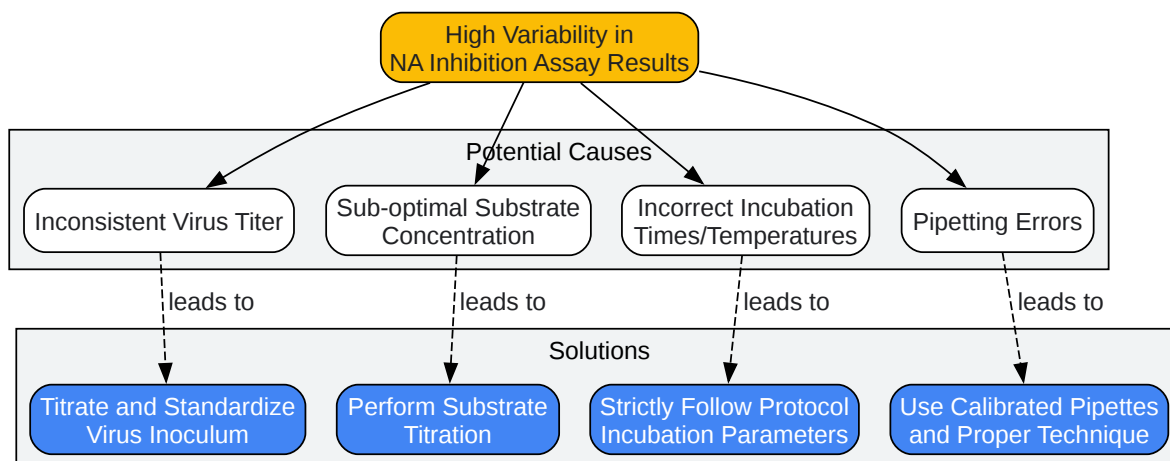 High Variability in
NA Inhibition Assay Results
Potential Causes
Inconsistent Virus Titer
Sub-optimal Substrate
Concentration
Incorrect Incubation
Times/Temperatures
Pipetting Errors
leads to
leads to
leads to
leads to
Solutions
Titrate and Standardize
Virus Inoculum
Perform Substrate
Titration
Strictly Follow Protocol
Incubation Parameters
Use Calibrated Pipettes
and Proper Technique